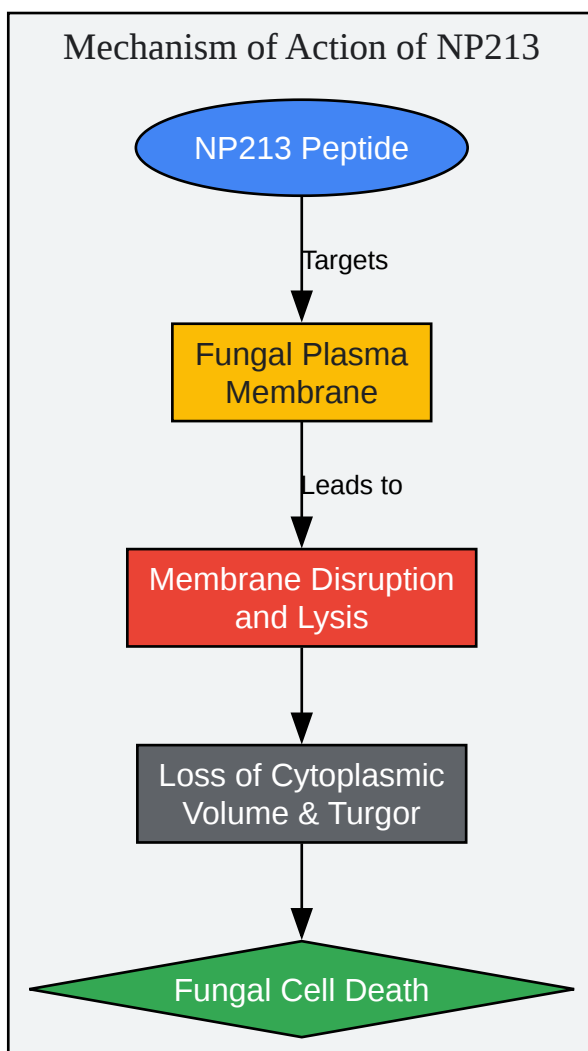 Mechanism of Action of NP213
NP213 Peptide
Targets
Fungal Plasma
Membrane
Leads to
Membrane Disruption
and Lysis
Loss of Cytoplasmic
Volume & Turgor
Fungal Cell Death